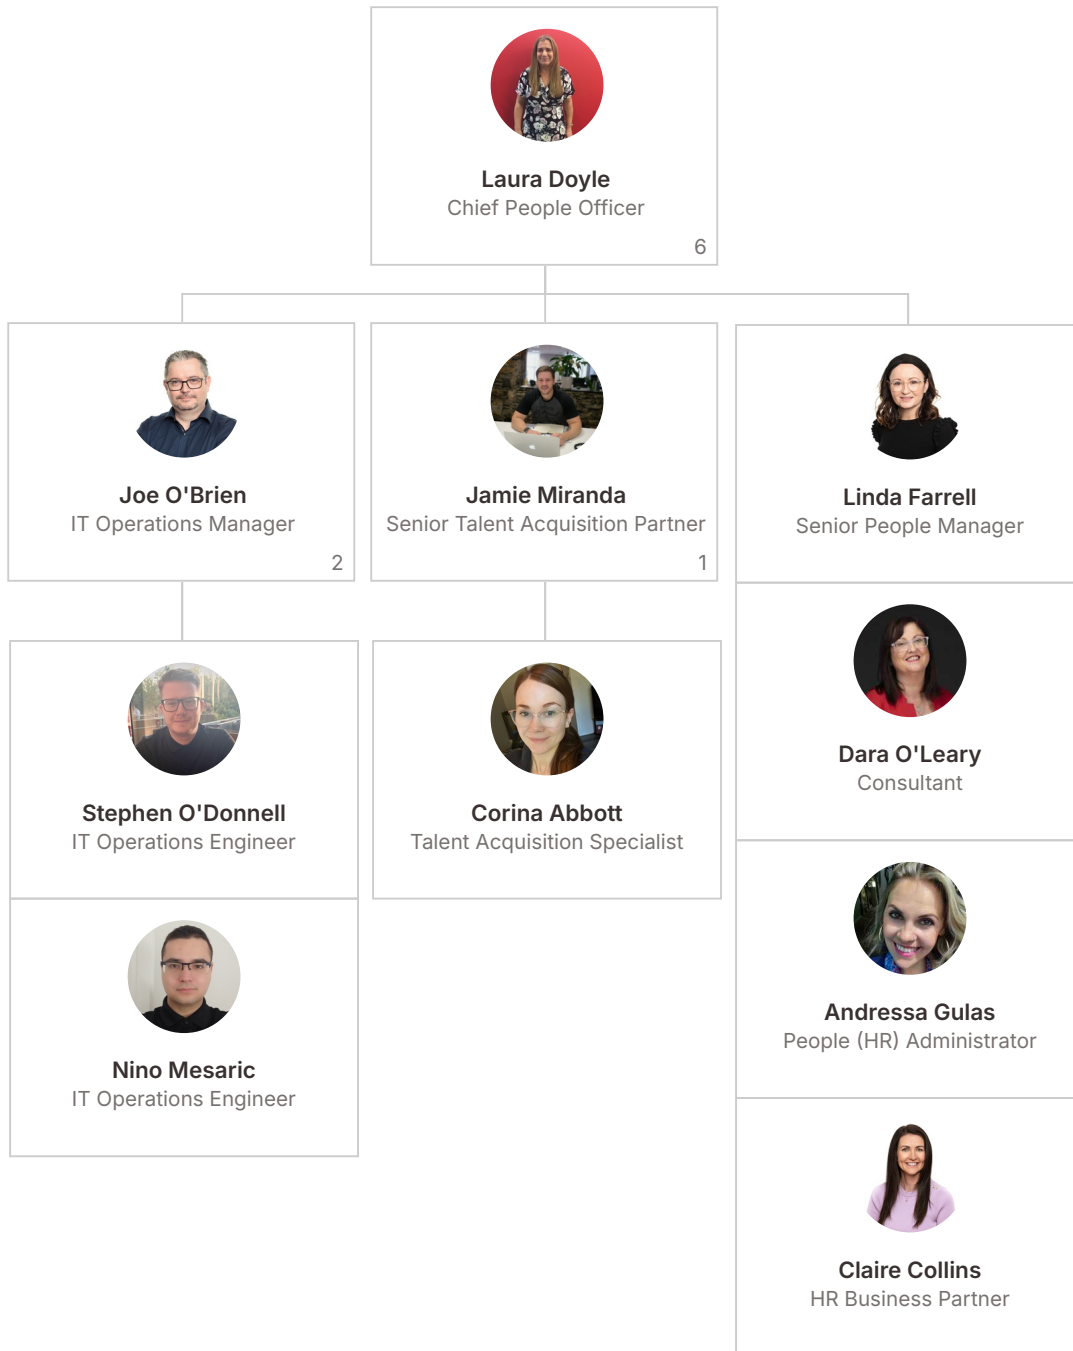 Laura Doyle
Chief People Officer
6
Joe O'Brien
IT Operations Manager
2
Jamie Miranda
Senior Talent Acquisition Partner
1
Linda Farrell
Senior People Manager
Stephen O'Donnell
IT Operations Engineer
Corina Abbott
Talent Acquisition Specialist
Dara O'Leary
Consultant
Nino Mesaric
IT Operations Engineer
Andressa Gulas
People (HR) Administrator
Claire Collins
HR Business Partner